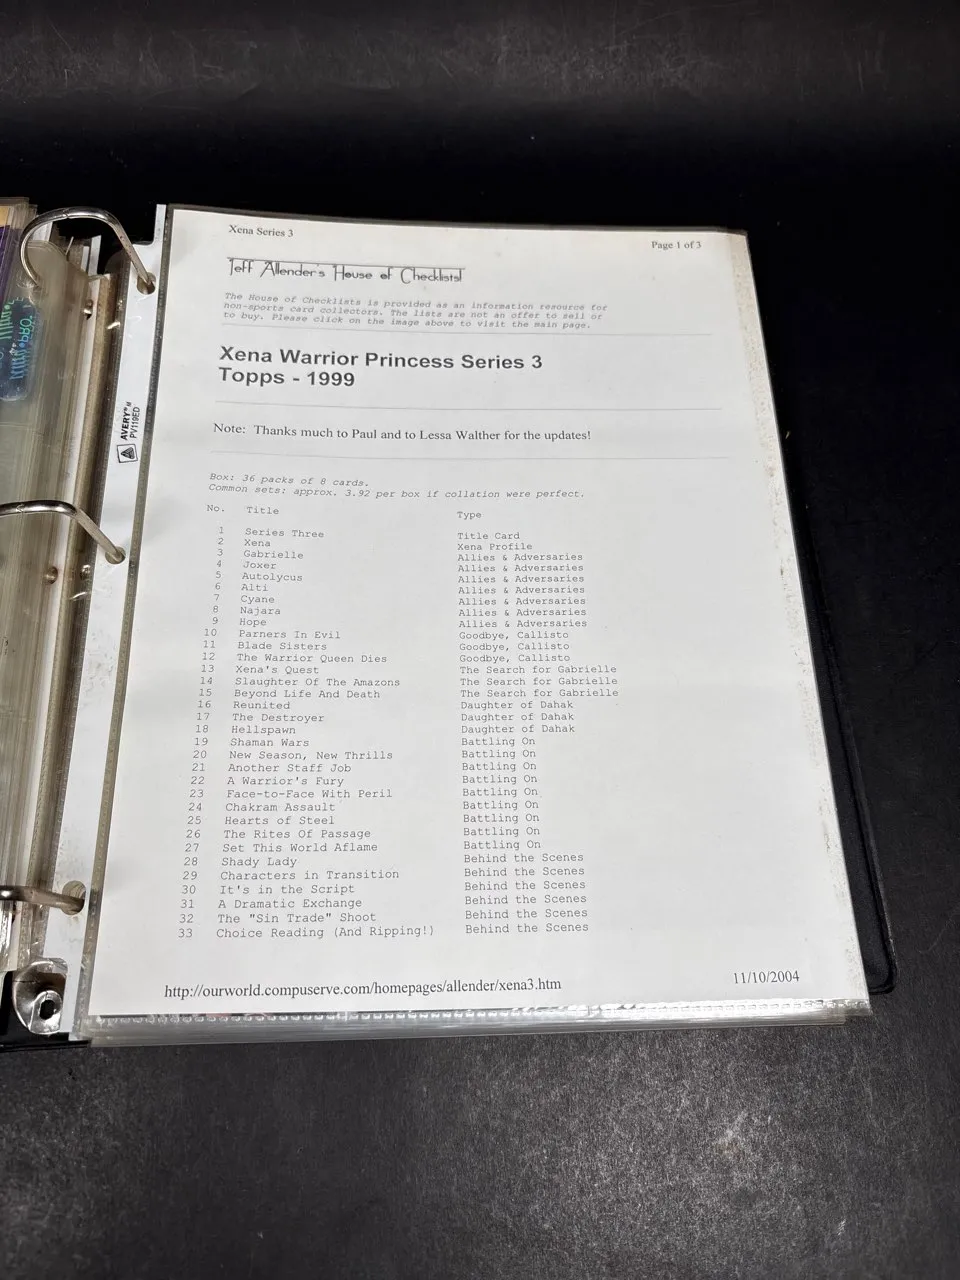 Xena Series 3
Page 1 of 3
Jeff Allender's House of Checklists!
The House of Checklists is provided as an information resource for
non-sports card collectors. The lists are not an offer to sell or
to buy. Please click on the image above to visit the main page.
Xena Warrior Princess Series 3
Topps - 1999
Note: Thanks much to Paul and to Lessa Walther for the updates!
Box: 36 packs of 8 cards.
Common sets: approx. 3.92 per box if collation were perfect.
No. Title Type
1 Series Three Title Card
2 Xena Xena Profile
3 Gabrielle Allies & Adversaries
4 Joxer Allies & Adversaries
5 Autolycus Allies & Adversaries
6 Alti Allies & Adversaries
7 Cyane Allies & Adversaries
8 Najara Allies & Adversaries
9 Hope Allies & Adversaries
10 Parners In Evil Goodbye, Callisto
11 Blade Sisters Goodbye, Callisto
12 The Warrior Queen Dies Goodbye, Callisto
13 Xena's Quest The Search for Gabrielle
14 Slaughter Of The Amazons The Search for Gabrielle
15 Beyond Life And Death The Search for Gabrielle
16 Reunited Daughter of Dahak
17 The Destroyer Daughter of Dahak
18 Hellspawn Daughter of Dahak
19 Shaman Wars Battling On
20 New Season, New Thrills Battling On
21 Another Staff Job Battling On
22 A Warrior's Fury Battling On
23 Face-to-Face With Peril Battling On
24 Chakram Assault Battling On
25 Hearts of Steel Battling On
26 The Rites Of Passage Battling On
27 Set This World Aflame Battling On
28 Shady Lady Behind the Scenes
29 Characters in Transition Behind the Scenes
30 It's in the Script Behind the Scenes
31 A Dramatic Exchange Behind the Scenes
32 The "Sin Trade" Shoot Behind the Scenes
33 Choice Reading (And Ripping!) Behind the Scenes
http://ourworld.compuserve.com/homepages/allender/xena3.htm
11/10/2004
AVERY®
PV119ED